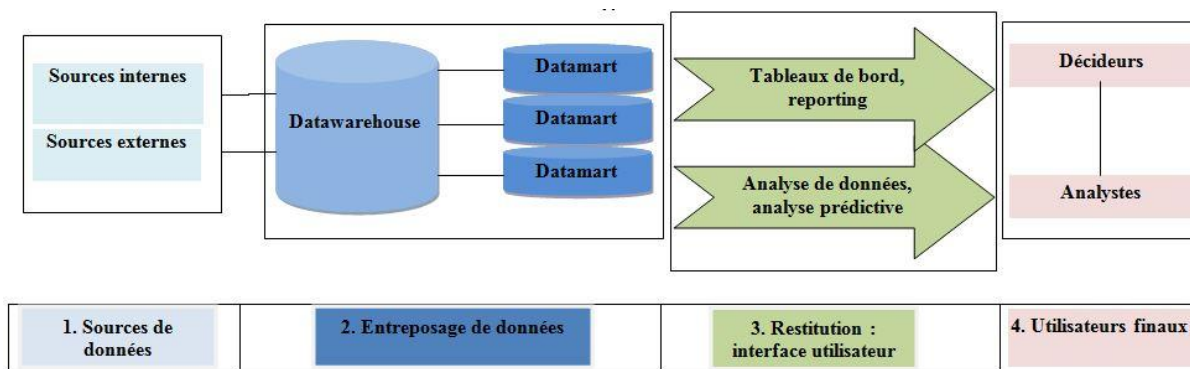 Sources internes
Sources externes
Datawarehouse
Datamart
Datamart
Datamart
Tableaux de bord,
reporting
Analyse de données,
analyse prédictive
Décideurs
Analystes
1. Sources de
données
2. Entreposage de données
3. Restitution :
interface utilisateur
4. Utilisateurs finaux